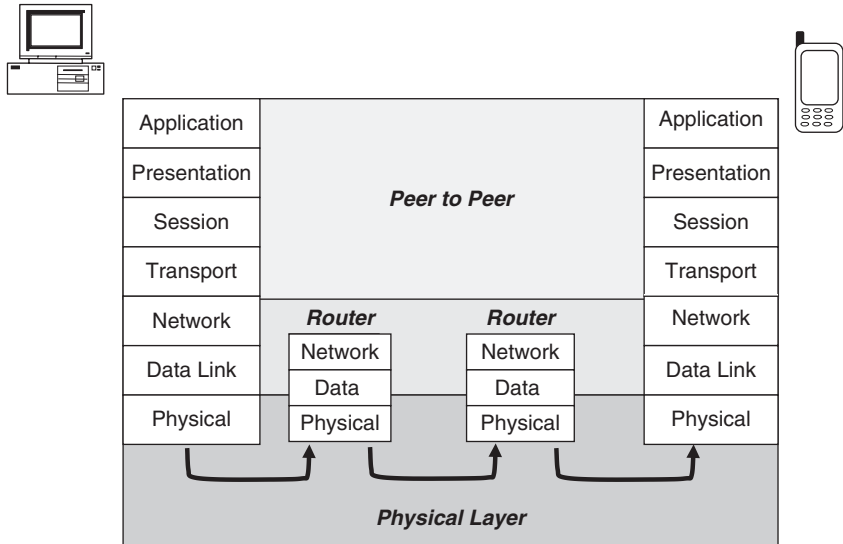 Application
Presentation
Session
Transport
Network
Data Link
Physical
Peer to Peer
Router
Network
Data
Physical
Router
Network
Data
Physical
Application
Presentation
Session
Transport
Network
Data Link
Physical
Physical Layer